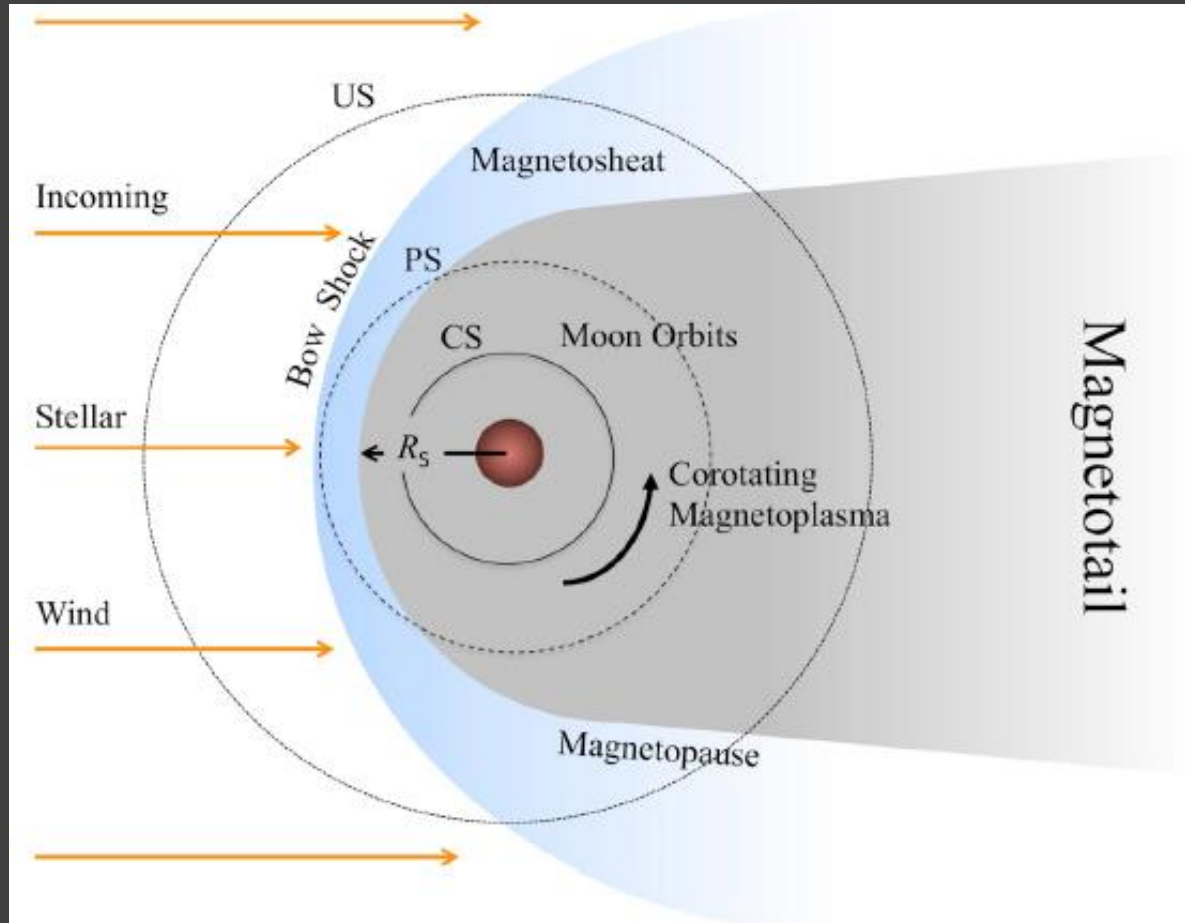 US
Magnetosheat
Incoming
Bow Shock
PS
CS
Moon Orbits
Stellar
R_S
Corotating
Magnetoplasma
Magnetotail
Wind
Magnetopause